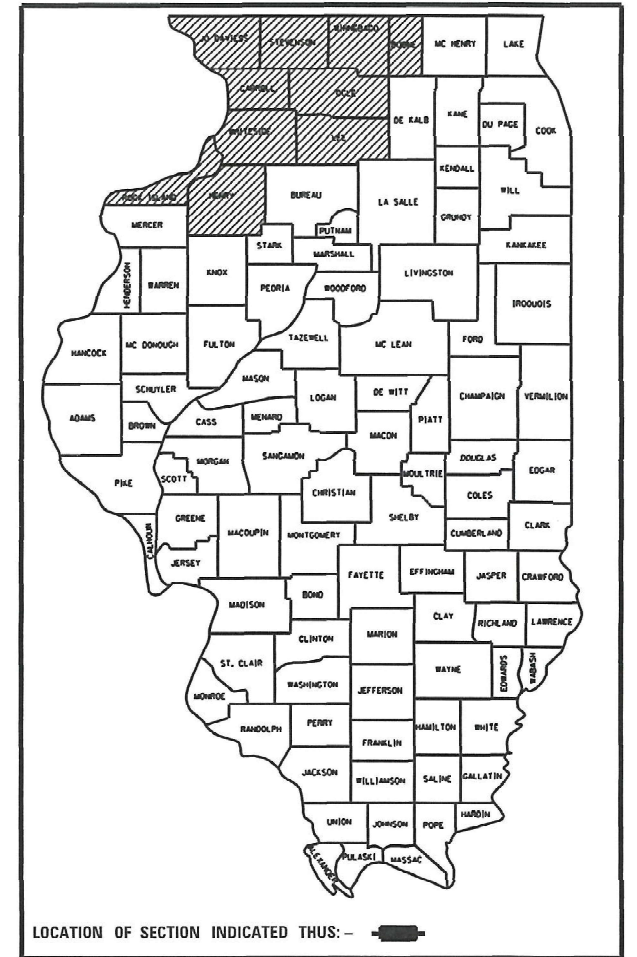 JO DAVIESS STEVENSON WINNEBAGO BOONE MC HENRY LAKE
CARROLL OGLE DE KALB KANE DU PAGE COOK
WHITESIDE LEE KENDALL WILL
ROCK ISLAND HENRY BUREAU LA SALLE GRUNDY
MERCER PUTNAM KANKAKEE
STARK MARSHALL
HENDERSON WARREN KNOX PEORIA WOODFORD LIVINGSTON IROQUOIS
HANCOCK MC DONOUGH FULTON TAZEWELL MC LEAN FORD
SCHUYLER MASON LOGAN DE WITT CHAMPAIGN VERMILION
ADAMS BROWN CASS MENARD PIATT
MACON
PIKE SCOTT MORGAN SANGAMON MOULTRIE DOUGLAS EDGAR
CHRISTIAN COLES
CALHOUN GREENE MACOUPIN MONTGOMERY SHELBY CUMBERLAND CLARK
JERSEY FAYETTE EFFINGHAM JASPER CRAWFORD
MADISON BOND
CLINTON MARION CLAY RICHLAND LAWRENCE
ST. CLAIR WASHINGTON WAYNE EDWARD'S WABASH
MONROE JEFFERSON
RANDOLPH PERRY HAMILTON WHITE
FRANKLIN
JACKSON WILLIANSON SALINE GALLATIN
UNION JOHNSON POPE HARDIN
ALEXANDER PULASKI MASSAC
LOCATION OF SECTION INDICATED THUS: –